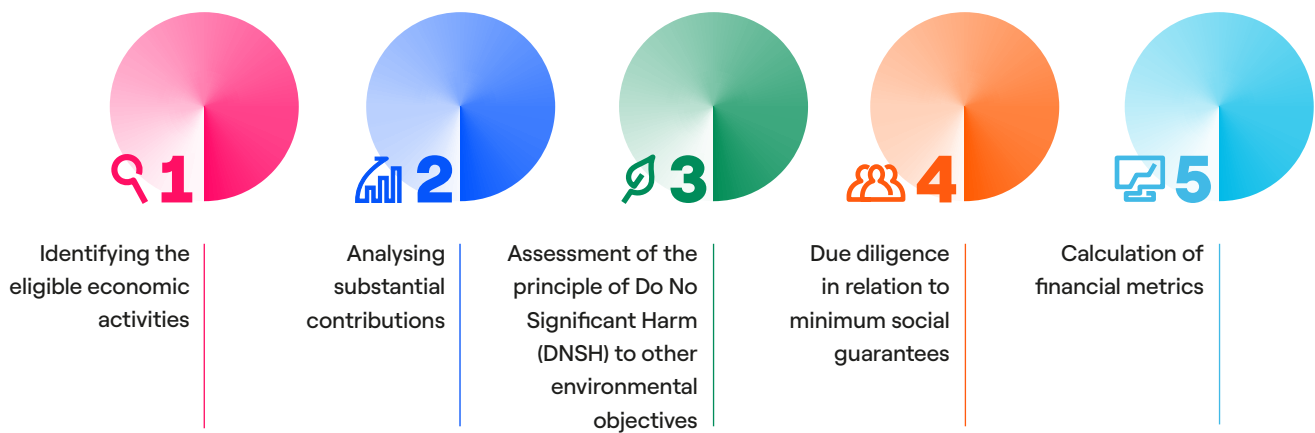 1
Identifying the
eligible economic
activities
2
Analysing
substantial
contributions
3
Assessment of the
principle of Do No
Significant Harm
(DNSH) to other
environmental
objectives
4
Due diligence
in relation to
minimum social
guarantees
5
Calculation of
financial metrics